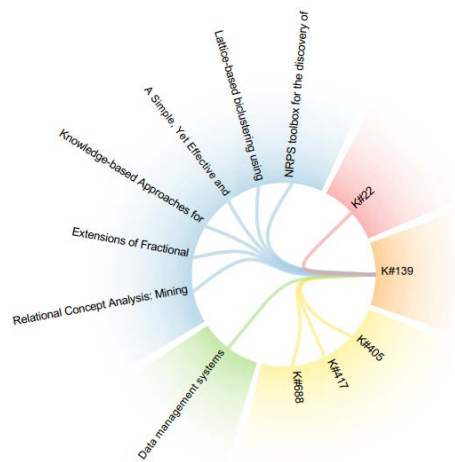 Relational Concept Analysis: Mining
Extensions of Fractional
Knowledge-based Approaches for
A Simple, Yet Effective and
Lattice-based biclustering using
NRPS toolbox for the discovery of
K#22
K#139
K#405
K#417
K#688
Data management systems